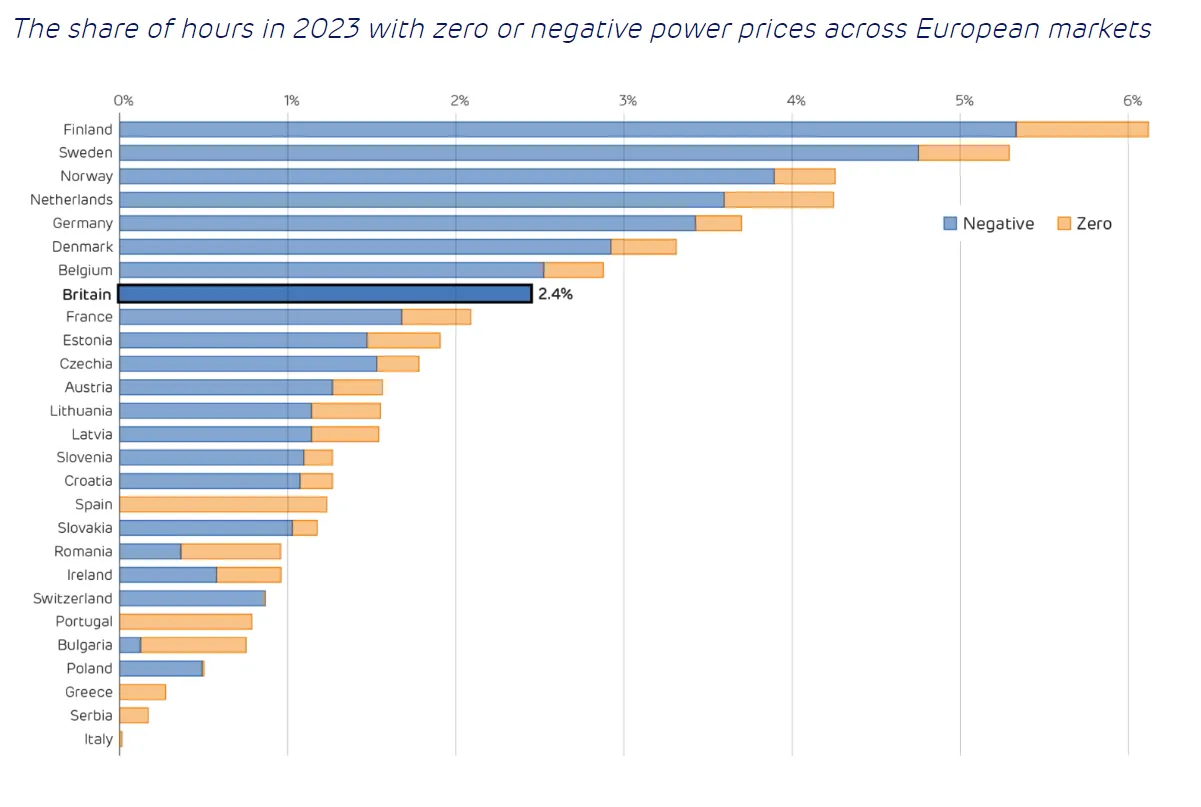 The share of hours in 2023 with zero or negative power prices across European markets
0% 1% 2% 3% 4% 5% 6%
Finland
Sweden
Norway
Netherlands
Germany
Negative Zero
Denmark
Belgium
Britain 2.4%
France
Estonia
Czechia
Austria
Lithuania
Latvia
Slovenia
Croatia
Spain
Slovakia
Romania
Ireland
Switzerland
Portugal
Bulgaria
Poland
Greece
Serbia
Italy